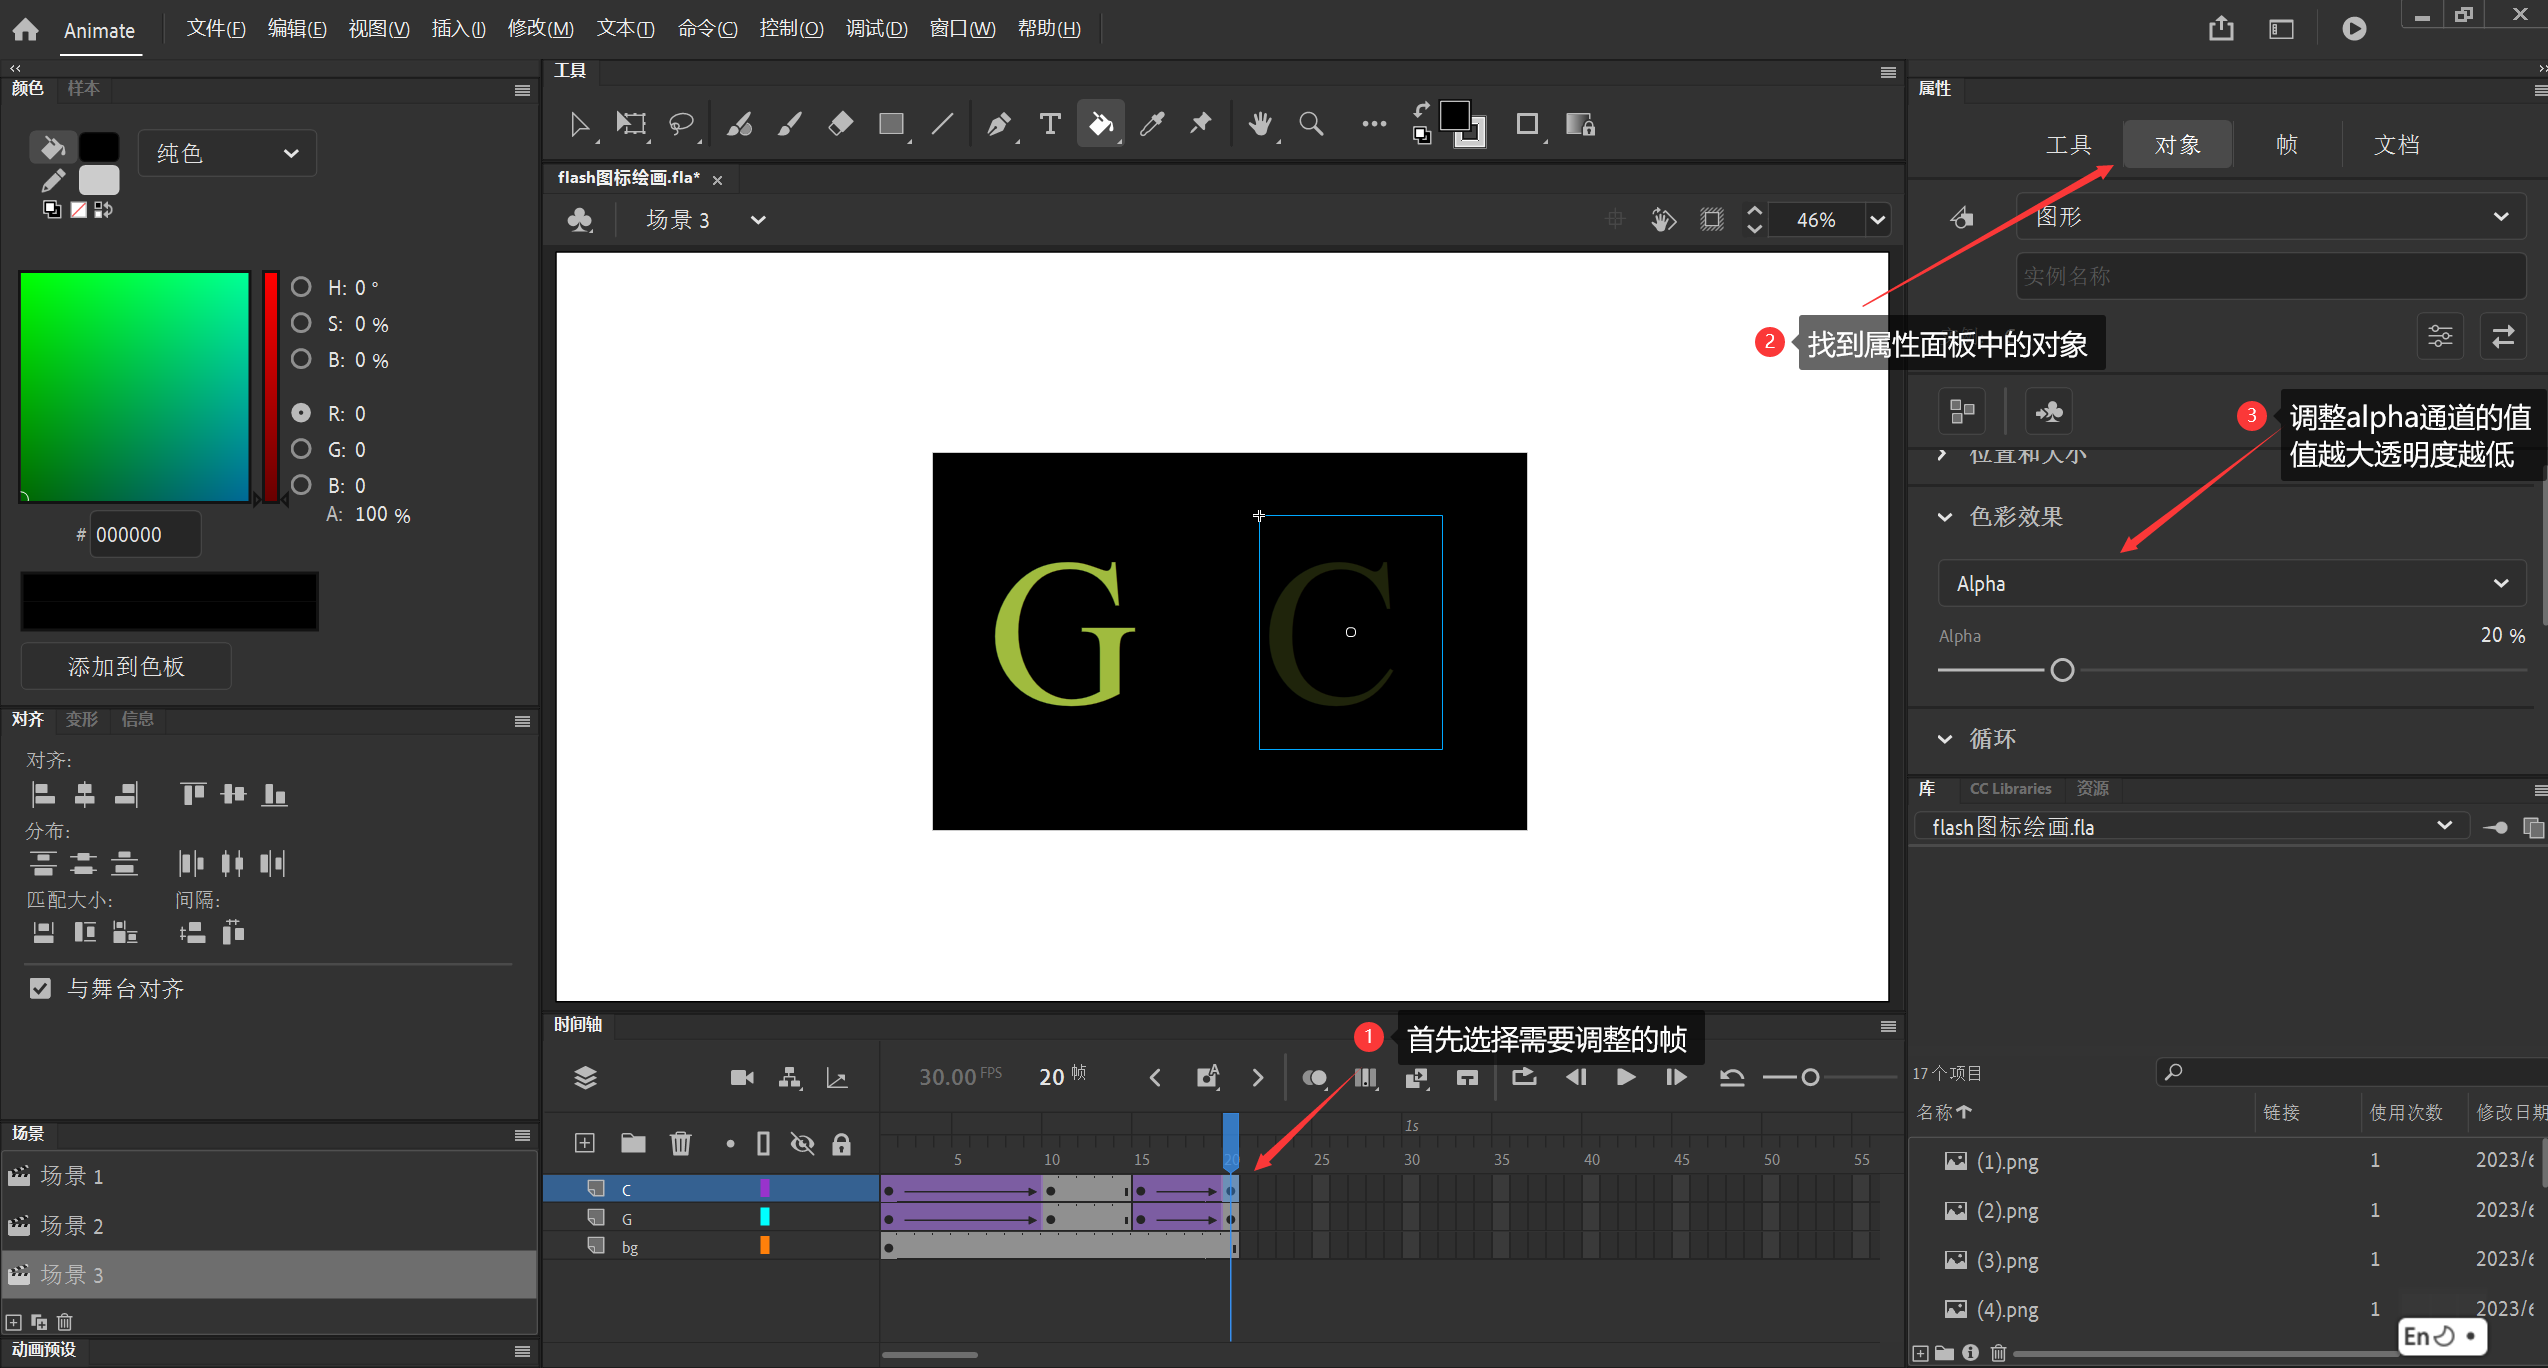 Animate
文件(F) 编辑(E) 视图(V) 插入(I) 修改(M) 文本(T) 命令(C) 控制(O) 调试(D) 窗口(W) 帮助(H)
颜色 样本
纯色
H: 0 °
S: 0 %
B: 0 %
R: 0
G: 0
B: 0
A: 100 %
# 000000
添加到色板
对齐 变形 信息
对齐:
分布:
匹配大小: 间隔:
与舞台对齐
场景
场景 1
场景 2
场景 3
动画预设
工具
flash图标绘画.fla*
场景 3
46%
G C
时间轴
1 首先选择需要调整的帧
30.00 FPS 20 帧
1s
5 10 15 20 25 30 35 40 45 50 55
C
G
bg
属性
工具 对象 帧 文档
图形
实例名称
2 找到属性面板中的对象
3 调整alpha通道的值
值越大透明度越低
位置和大小
色彩效果
Alpha
Alpha 20 %
循环
库 CC Libraries 资源
flash图标绘画.fla
17个项目
名称 链接 使用次数 修改日期
(1).png 1 2023/6
(2).png 1 2023/6
(3).png 1 2023/6
(4).png 1 2023/6
En